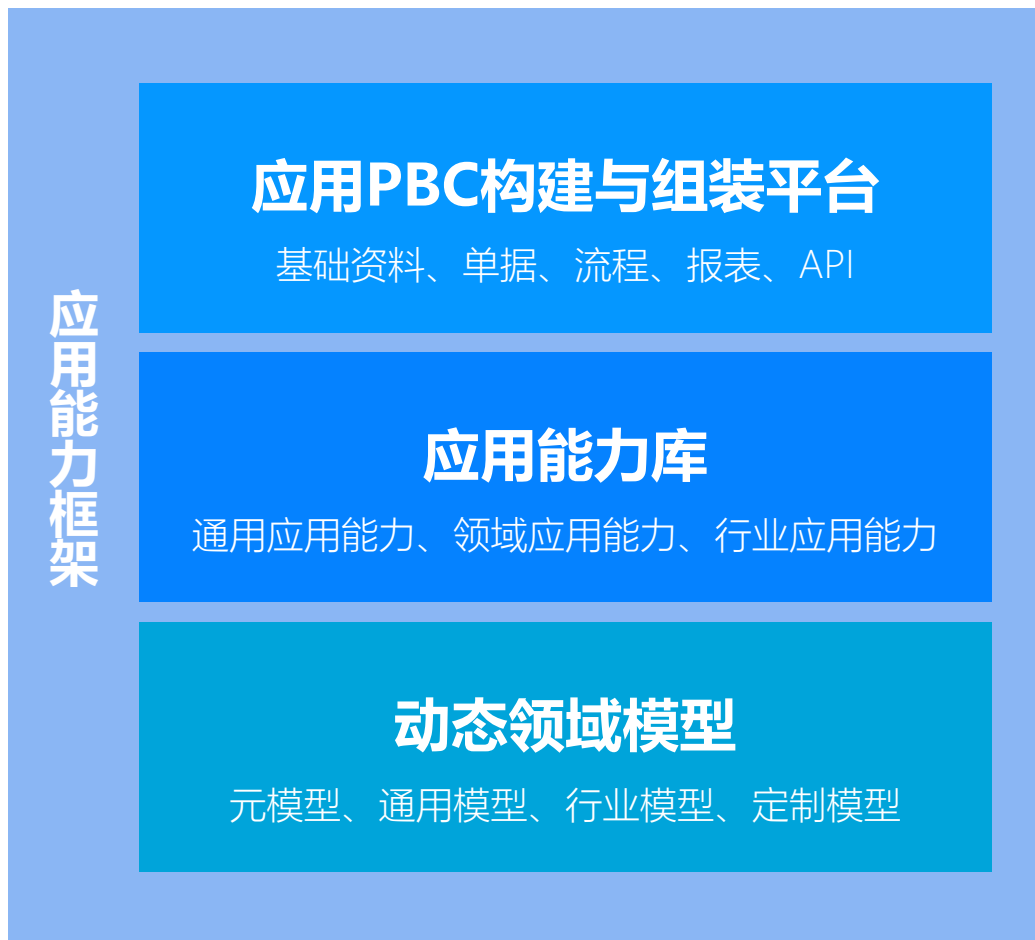 应用能力框架
应用PBC构建与组装平台
基础资料、单据、流程、报表、API
应用能力库
通用应用能力、领域应用能力、行业应用能力
动态领域模型
元模型、通用模型、行业模型、定制模型